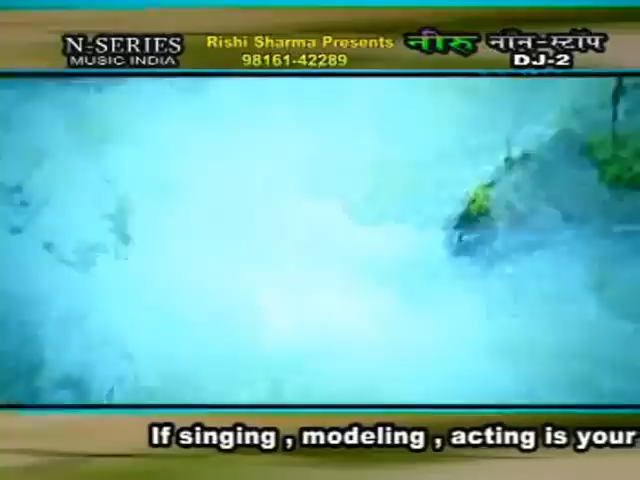 N-SERIES
MUSIC INDIA
Rishi Sharma Presents
98161-42289
नीरु नॉन-स्टॉप
DJ-2
If singing , modeling , acting is your